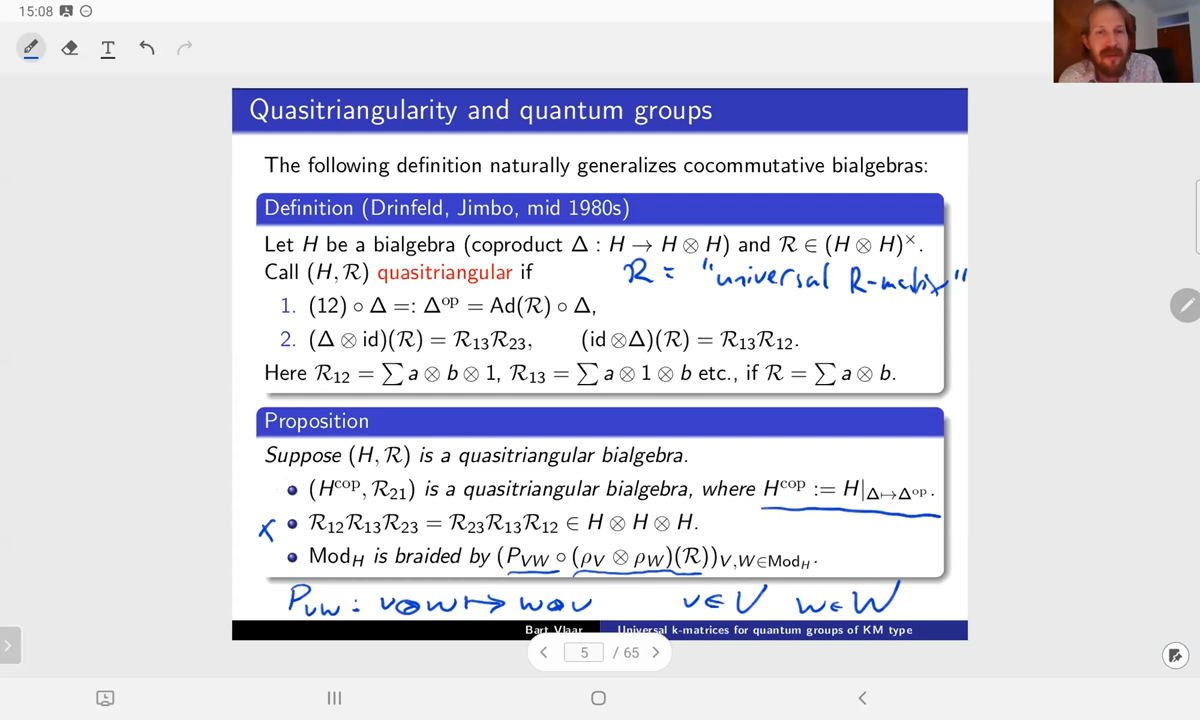 15:08
Quasitriangularity and quantum groups
The following definition naturally generalizes cocommutative bialgebras:
Definition (Drinfeld, Jimbo, mid 1980s)
Let H be a bialgebra (coproduct Δ : H → H ⊗ H) and ℛ ∈ (H ⊗ H)×.
Call (H, ℛ) quasitriangular if
ℛ = "universal R-matrix"
1. (12) ∘ Δ =: Δ^op = Ad(ℛ) ∘ Δ,
2. (Δ ⊗ id)(ℛ) = ℛ₁₃ℛ₂₃, (id ⊗Δ)(ℛ) = ℛ₁₃ℛ₁₂.
Here ℛ₁₂ = ∑ a ⊗ b ⊗ 1, ℛ₁₃ = ∑ a ⊗ 1 ⊗ b etc., if ℛ = ∑ a ⊗ b.
Proposition
Suppose (H, ℛ) is a quasitriangular bialgebra.
• (H^cop, ℛ₂₁) is a quasitriangular bialgebra, where H^cop := H|_{Δ↦Δ^op}.
• ℛ₁₂ℛ₁₃ℛ₂₃ = ℛ₂₃ℛ₁₃ℛ₁₂ ∈ H ⊗ H ⊗ H.
• Mod_H is braided by (P_VW ∘ (ρ_V ⊗ ρ_W)(ℛ))_{V,W∈Mod_H}.
P_VW : v⊗w ↦ w⊗v v∈V w∈W
Bart Vlaar Universal k-matrices for quantum groups of KM type
5 / 65